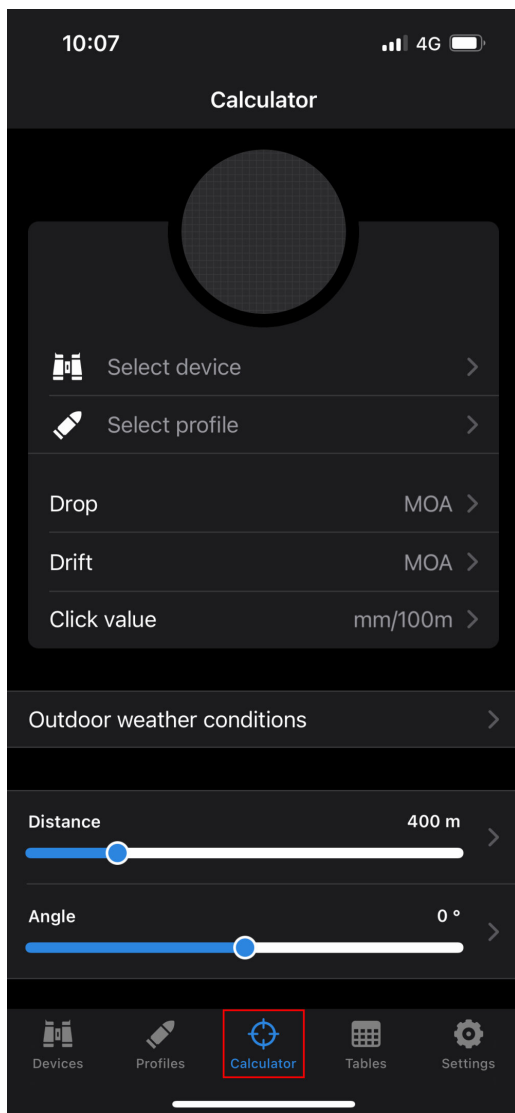 10:07 4G
Calculator
Select device
Select profile
Drop MOA
Drift MOA
Click value mm/100m
Outdoor weather conditions
Distance 400 m
Angle 0 °
Devices Profiles Calculator Tables Settings